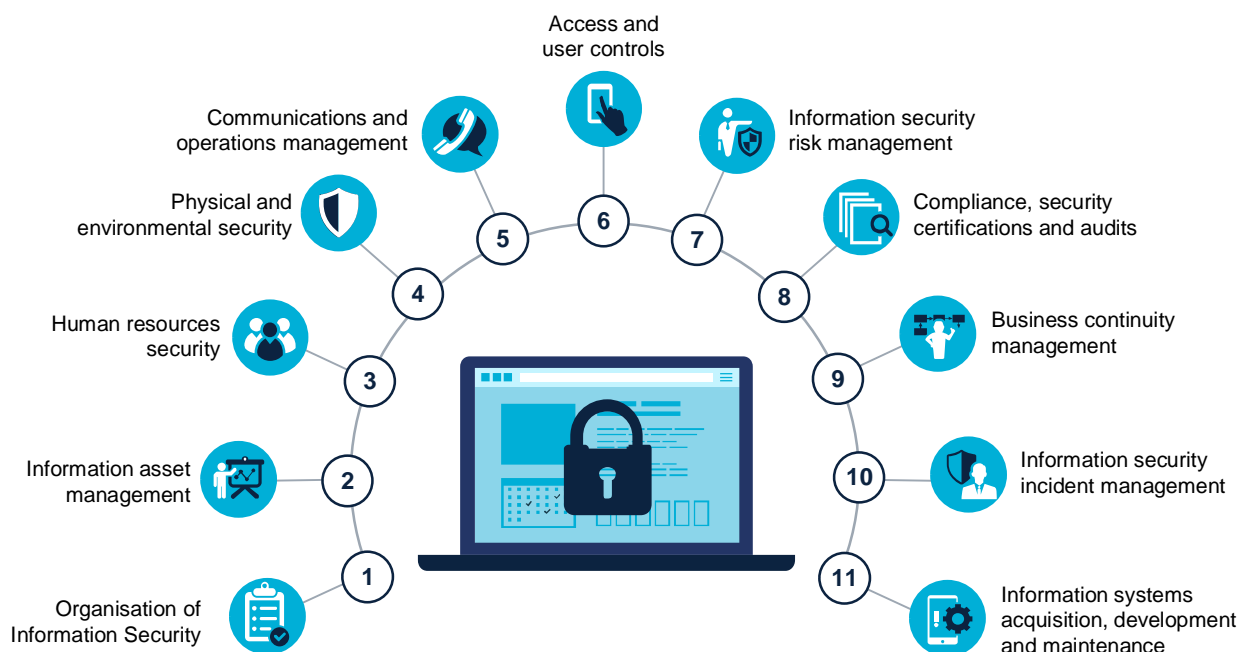 Access and
user controls
6
Communications and
operations management
5
Information security
risk management
7
Physical and
environmental security
4
Compliance, security
certifications and audits
8
Human resources
security
3
Business continuity
management
9
Information asset
management
2
Information security
incident management
10
Organisation of
Information Security
1
Information systems
acquisition, development
and maintenance
11